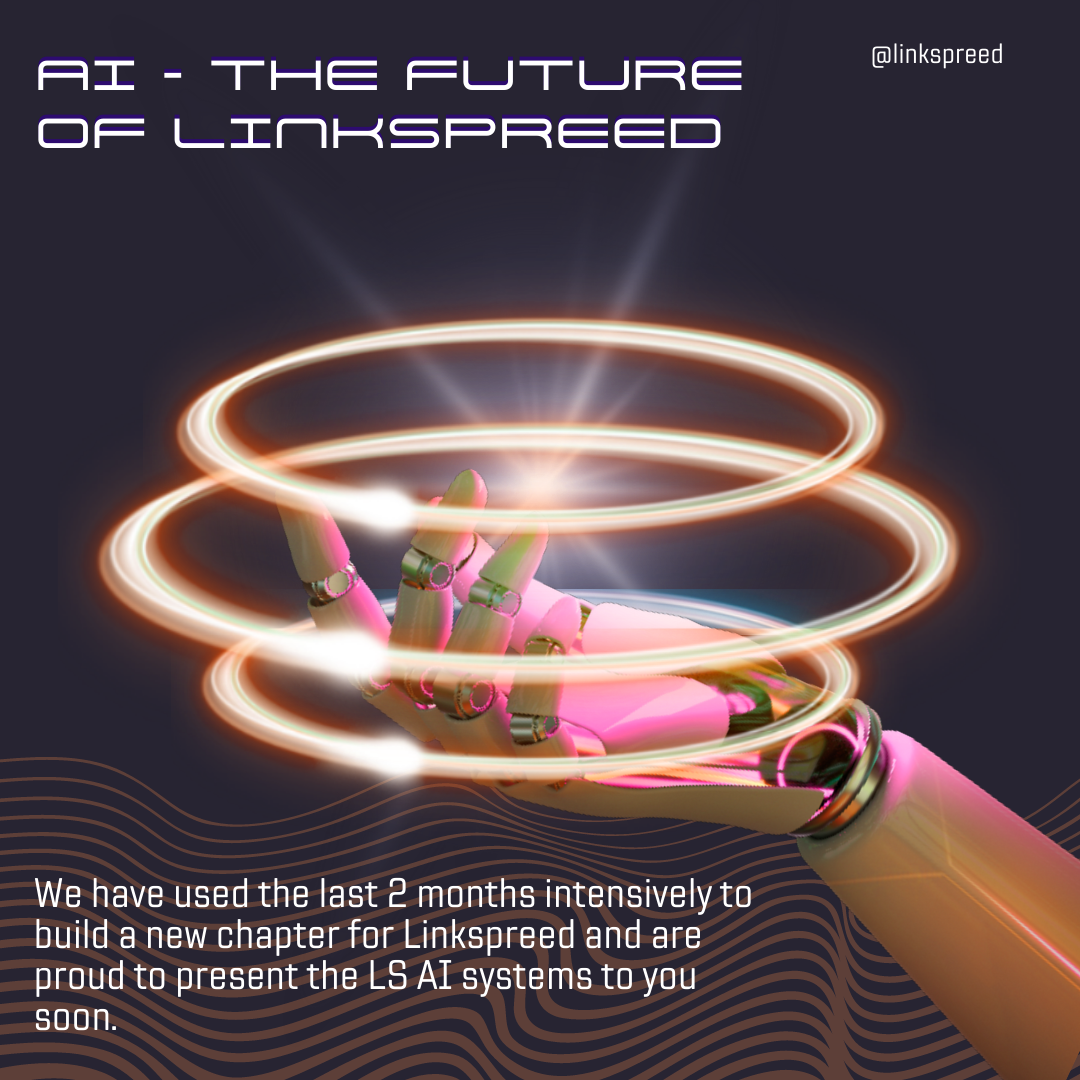 AI - THE FUTURE
OF LINKSPREED
@linkspreed
We have used the last 2 months intensively to
build a new chapter for Linkspreed and are
proud to present the LS AI systems to you
soon.